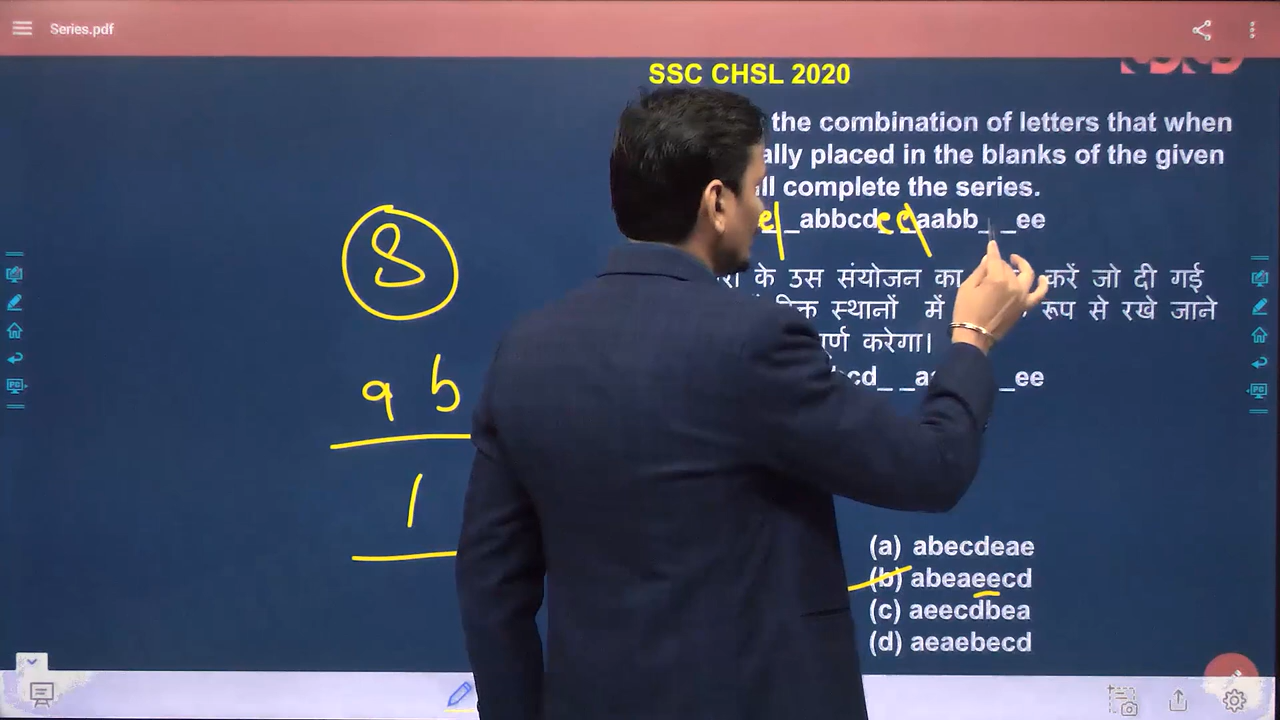 Series.pdf
SSC CHSL 2020
the combination of letters that when
ally placed in the blanks of the given
ll complete the series.
_ _abbcd_ _aabb_ _ee
8
के उस संयोजन का करें जो दी गई
स्थानों में रूप से रखे जाने
करेगा।
cd_ _a _ee
a b
1
(a) abecdeae
(b) abeaeecd
(c) aeecdbea
(d) aeaebecd